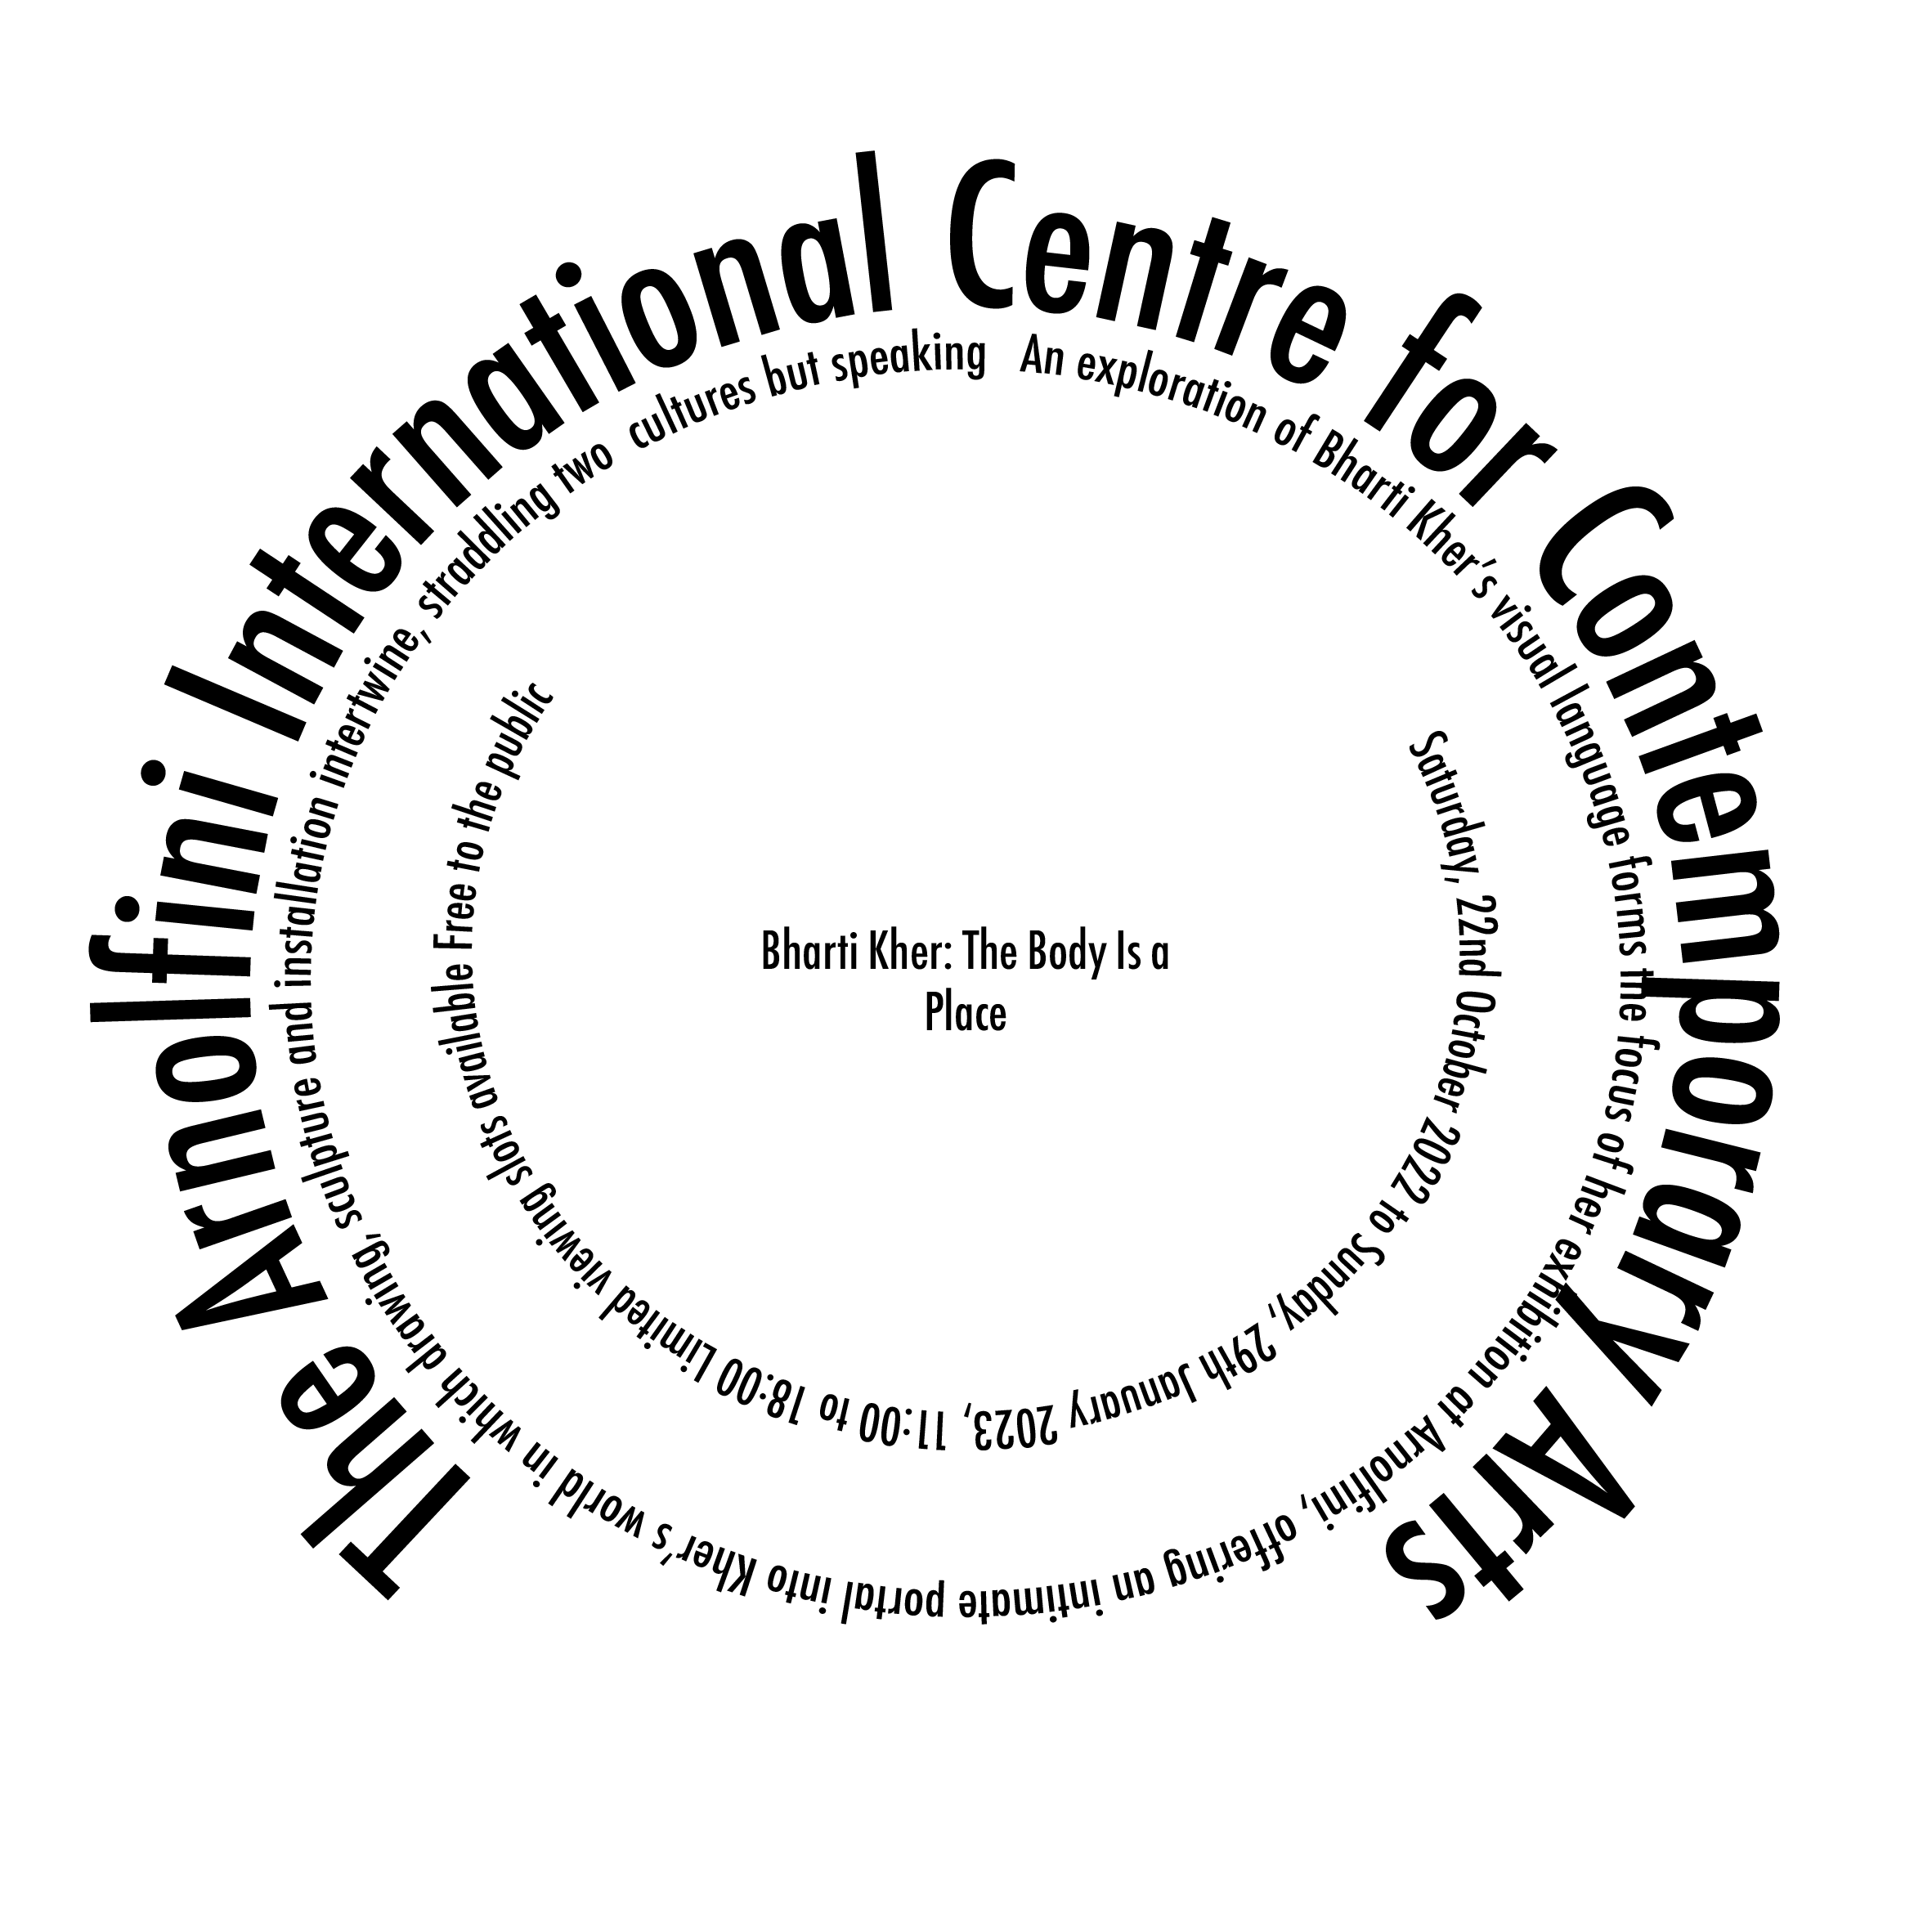 The Arnolfini International Centre for Contemporary Arts
An exploration of Bharti Kher's visual language forms the focus of her exhibition at Arnolfini, offering an intimate portal into Kher's world in which drawing, sculpture and installation intertwine, straddling two cultures but speaking
Saturday, 22nd October 2022 to Sunday, 29th January 2023, 11:00 to 18:00 Limited viewing slots available Free to the public
Bharti Kher: The Body Is a
Place